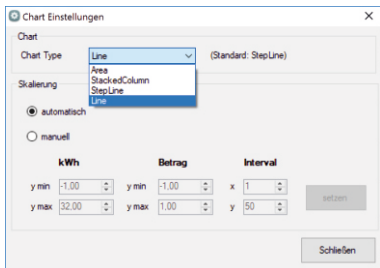 Chart Einstellungen
Chart
Chart Type Line (Standard: StepLine)
Area
StackedColumn
StepLine
Line
Skalierung
automatisch
manuell
kWh Betrag Interval
y min -1,00 y min -1,00 x 1
y max 32,00 y max 1,00 y 50
setzen
Schließen